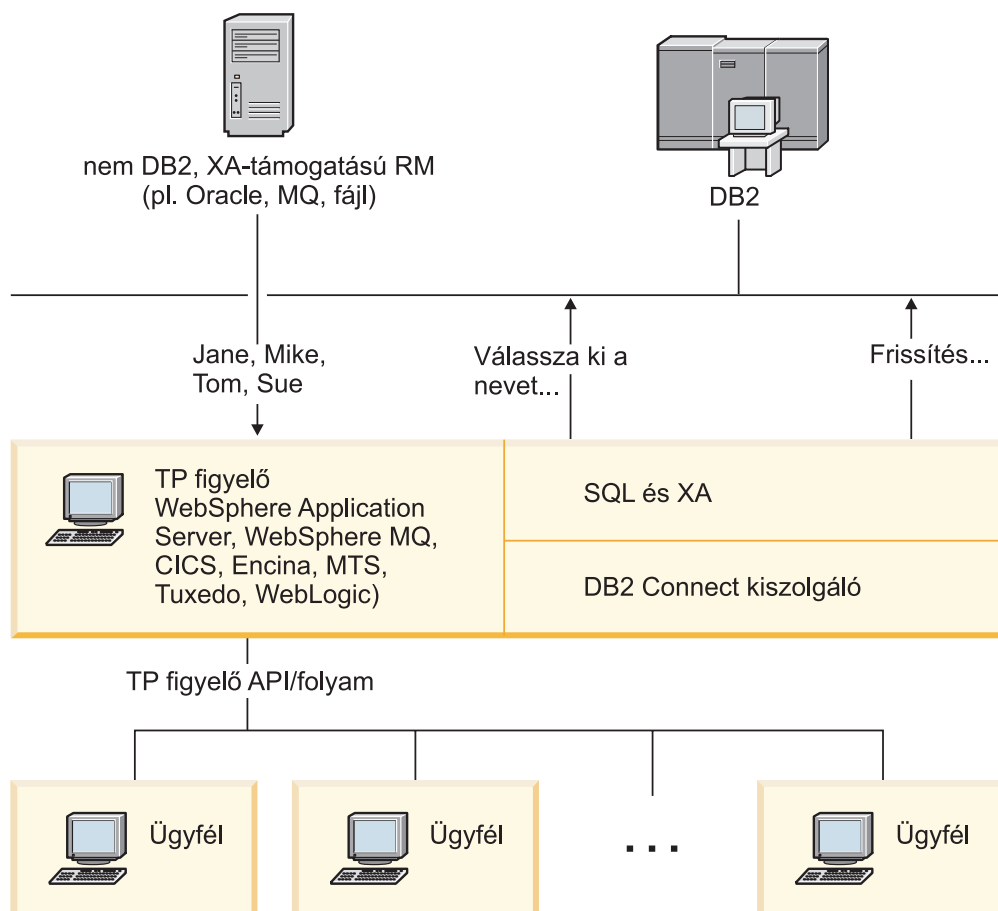 nem DB2, XA-támogatású RM
(pl. Oracle, MQ, fájl)
DB2
Jane, Mike,
Tom, Sue
Válassza ki a
nevet...
Frissítés...
TP figyelő
WebSphere Application
Server, WebSphere MQ,
CICS, Encina, MTS,
Tuxedo, WebLogic)
SQL és XA
DB2 Connect kiszolgáló
TP figyelő API/folyam
Ügyfél
Ügyfél
. . .
Ügyfél